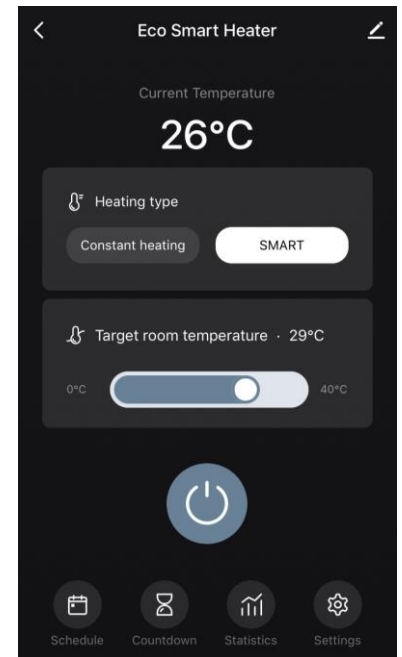 Eco Smart Heater
Current Temperature
26°C
Heating type
Constant heating
SMART
Target room temperature · 29°C
0°C
40°C
Schedule
Countdown
Statistics
Settings